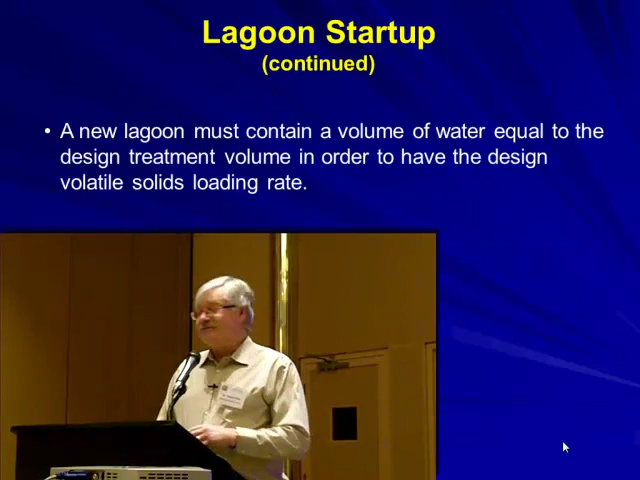 Lagoon Startup
(continued)
• A new lagoon must contain a volume of water equal to the
design treatment volume in order to have the design
volatile solids loading rate.